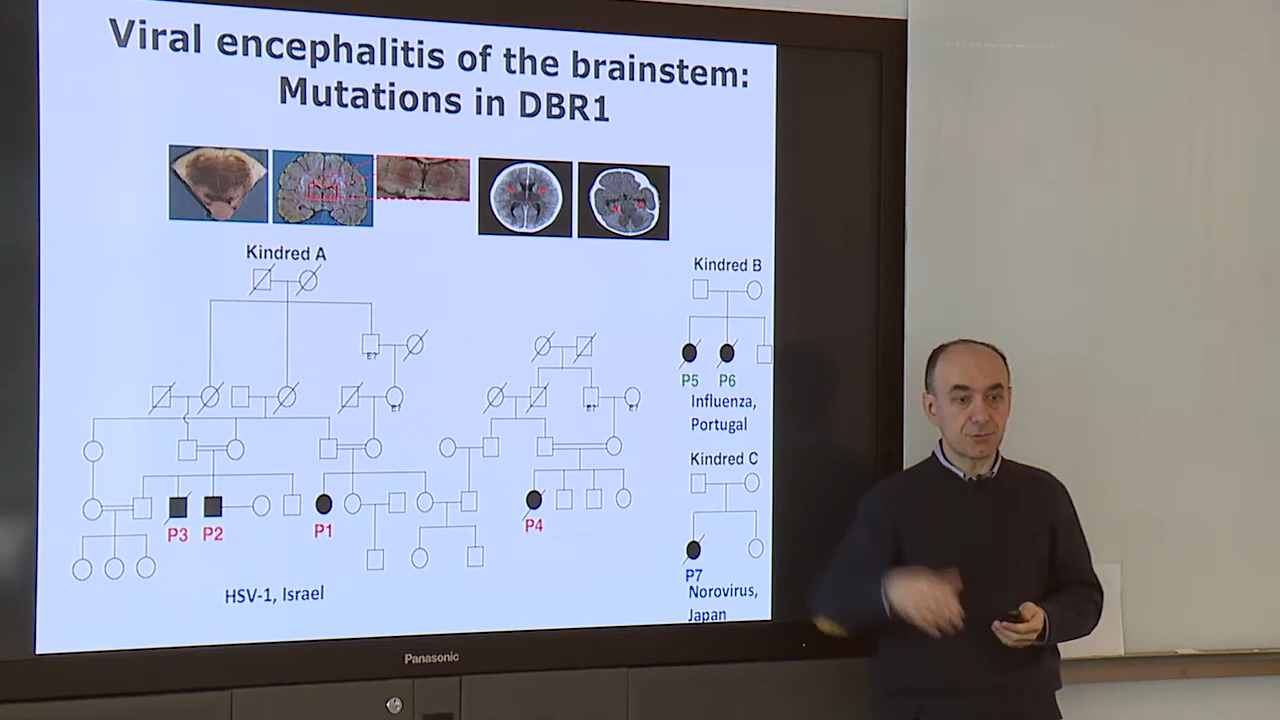 Viral encephalitis of the brainstem:
Mutations in DBR1
Kindred A
Kindred B
E?
E?
E?
E?
P5 P6
Influenza,
Portugal
Kindred C
P3 P2 P1 P4
P7
Norovirus,
Japan
HSV-1, Israel
Panasonic